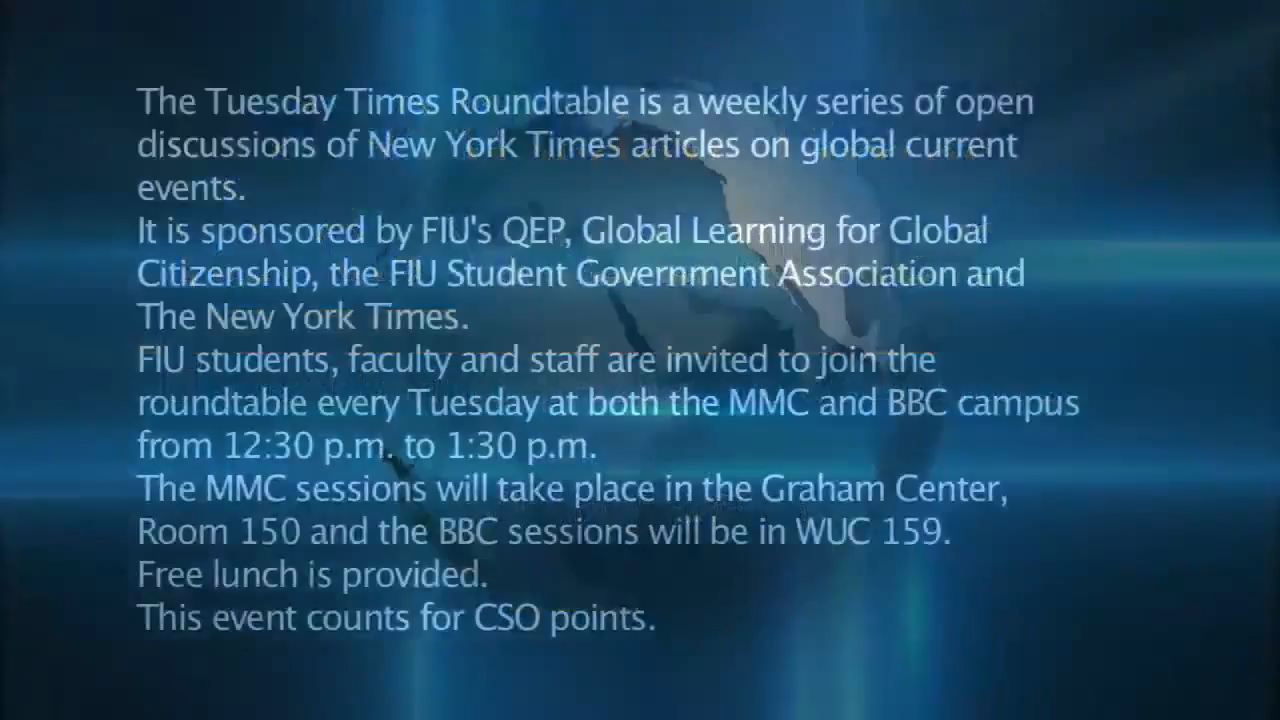 The Tuesday Times Roundtable is a weekly series of open
discussions of New York Times articles on global current
events.
It is sponsored by FIU's QEP, Global Learning for Global
Citizenship, the FIU Student Government Association and
The New York Times.
FIU students, faculty and staff are invited to join the
roundtable every Tuesday at both the MMC and BBC campus
from 12:30 p.m. to 1:30 p.m.
The MMC sessions will take place in the Graham Center,
Room 150 and the BBC sessions will be in WUC 159.
Free lunch is provided.
This event counts for CSO points.